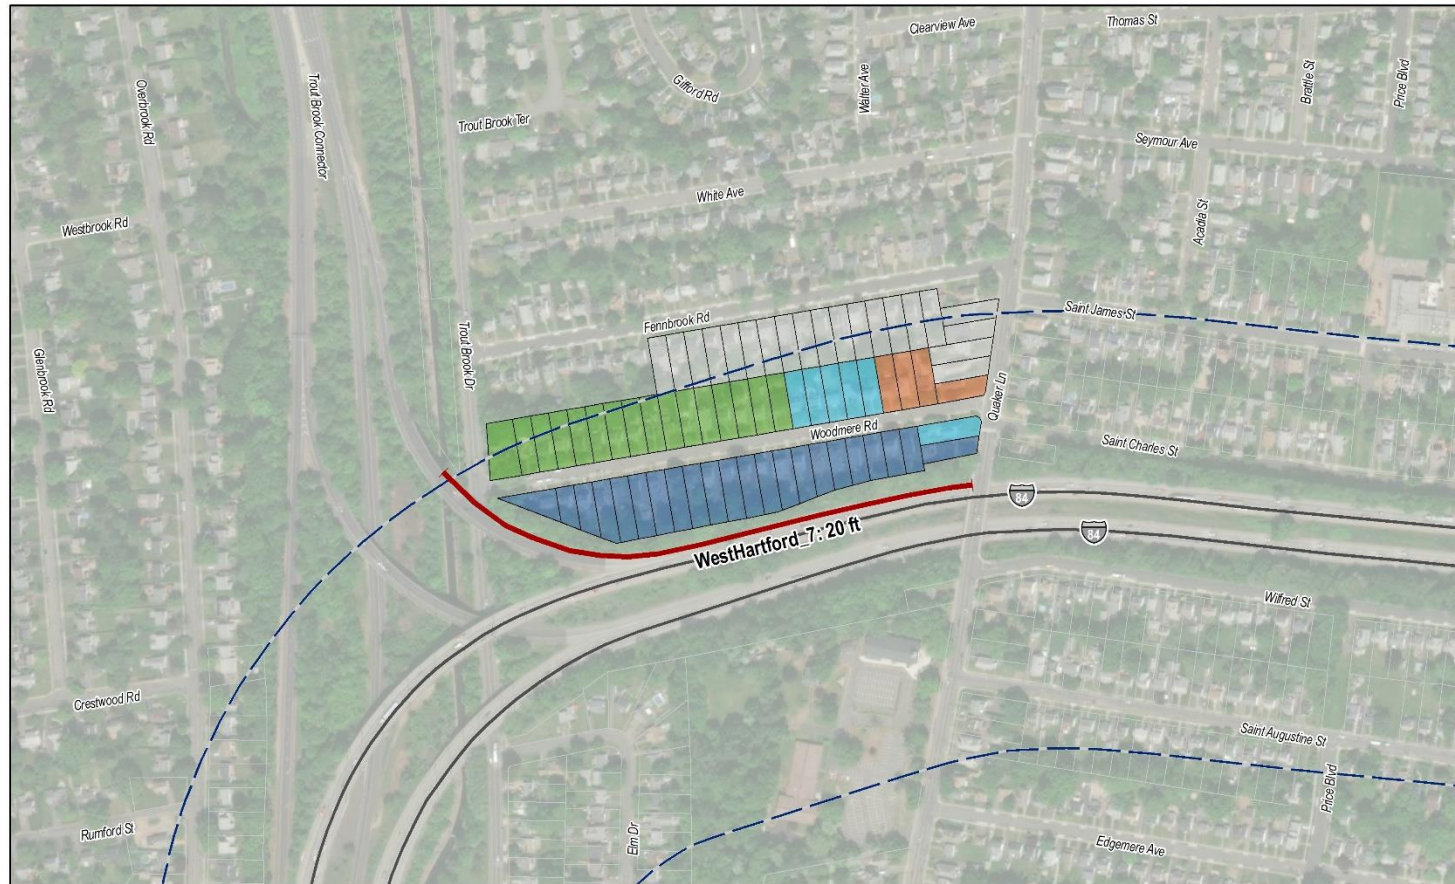 Clearview Ave
Thomas St
Gifford Rd
Walter Ave
Brattle St
Price Blvd
Overbrook Rd
Trout Brook Connector
Trout Brook Ter
Seymour Ave
White Ave
Westbrook Rd
Acadia St
Saint James St
Fennbrook Rd
Glenbrook Rd
Trout Brook Dr
Quaker Ln
Woodmere Rd
Saint Charles St
84
WestHartford_7: 20 ft
84
Wilfred St
Crestwood Rd
Saint Augustine St
Price Blvd
Rumford St
Elm Dr
Edgemere Ave